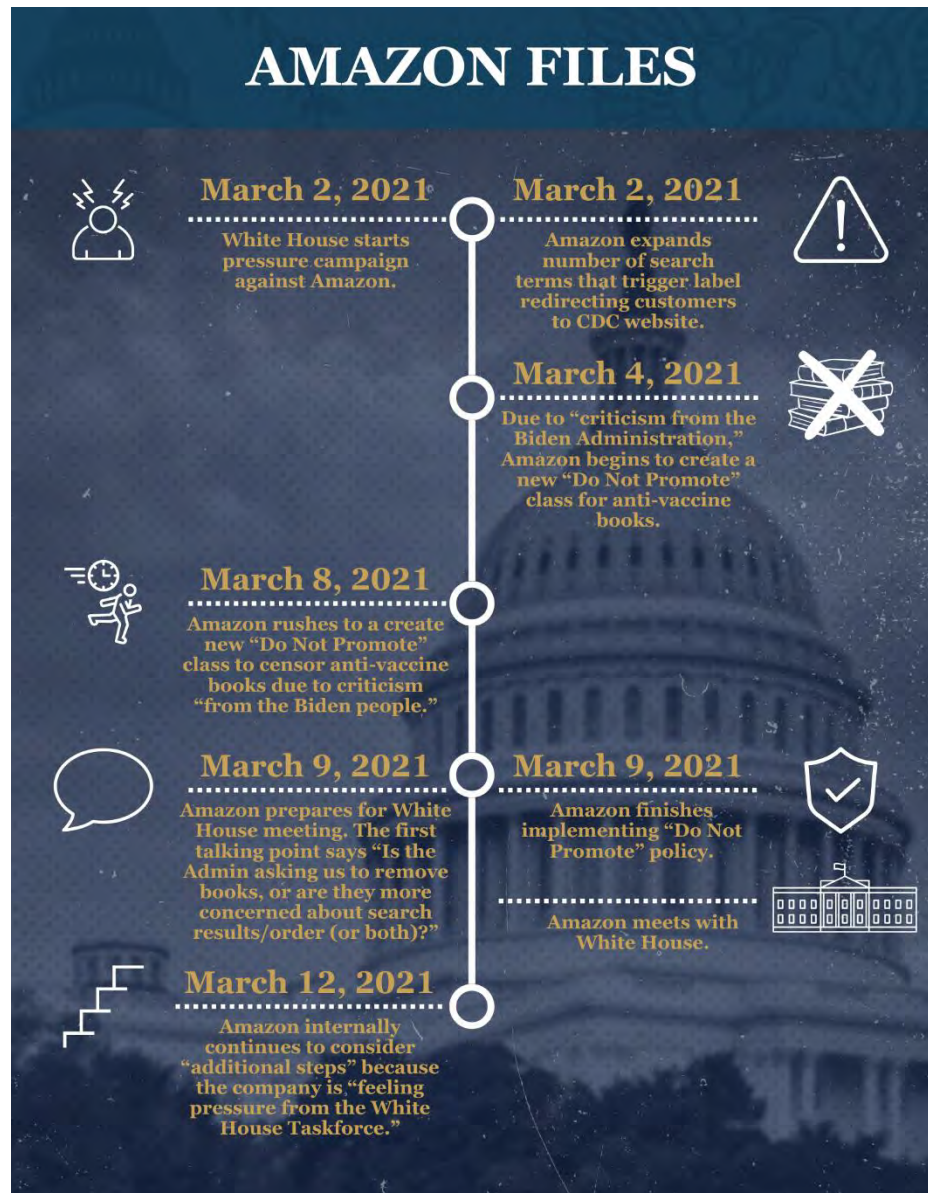 AMAZON FILES
March 2, 2021
White House starts
pressure campaign
against Amazon.
March 2, 2021
Amazon expands
number of search
terms that trigger label
redirecting customers
to CDC website.
March 4, 2021
Due to “criticism from the
Biden Administration,”
Amazon begins to create a
new “Do Not Promote”
class for anti-vaccine
books.
March 8, 2021
Amazon rushes to a create
new “Do Not Promote”
class to censor anti-vaccine
books due to criticism
“from the Biden people.”
March 9, 2021
Amazon prepares for White
House meeting. The first
talking point says “Is the
Admin asking us to remove
books, or are they more
concerned about search
results/order (or both)?”
March 9, 2021
Amazon finishes
implementing “Do Not
Promote” policy.
Amazon meets with
White House.
March 12, 2021
Amazon internally
continues to consider
“additional steps” because
the company is “feeling
pressure from the White
House Taskforce.”